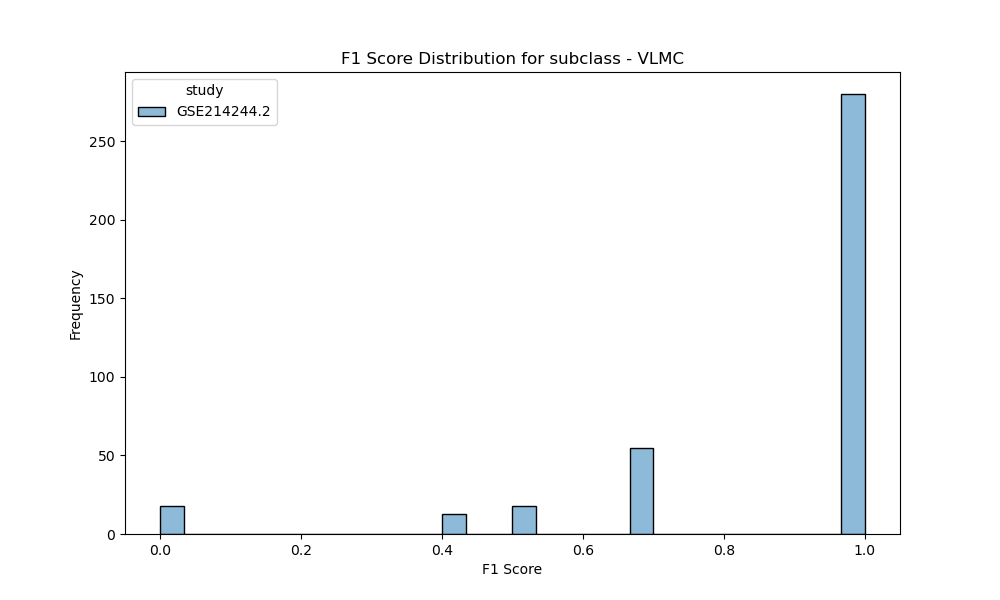 F1 Score Distribution for subclass - VLMC
study
GSE214244.2
Frequency
250
200
150
100
50
0
0.0 0.2 0.4 0.6 0.8 1.0
F1 Score